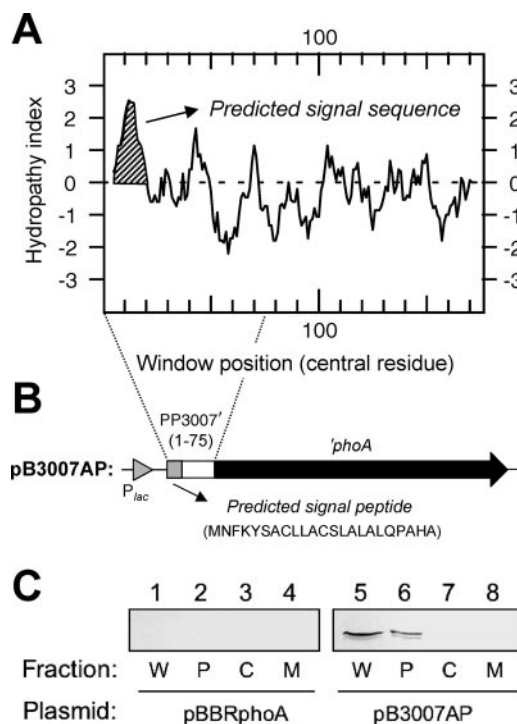 A
100
3 3
2 Predicted signal sequence 2
1 1
0 0
-1 -1
-2 -2
-3 -3
Hydropathy index
100
Window position (central residue)
B
PP3007'
(1-75)
'phoA
pB3007AP:
Plac
Predicted signal peptide
(MNFKYSACLLACSLALALQPAHA)
C
1 2 3 4 5 6 7 8
Fraction: W P C M W P C M
Plasmid: pBBRphoA pB3007AP